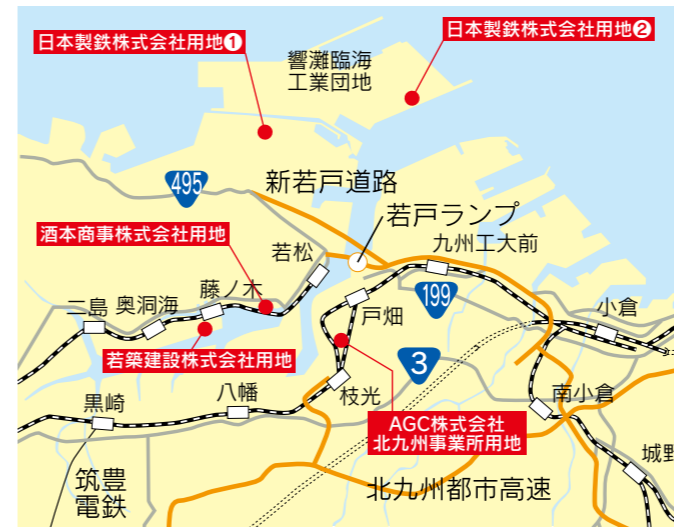 日本製鉄株式会社用地❶
日本製鉄株式会社用地❷
響灘臨海
工業団地
495
新若戸道路
若戸ランプ
酒本商事株式会社用地
若松
九州工大前
藤ノ木
奥洞海
二島
199
小倉
戸畑
若築建設株式会社用地
3
八幡
枝光
黒崎
南小倉
AGC株式会社
北九州事業所用地
城野
筑豊
電鉄
北九州都市高速